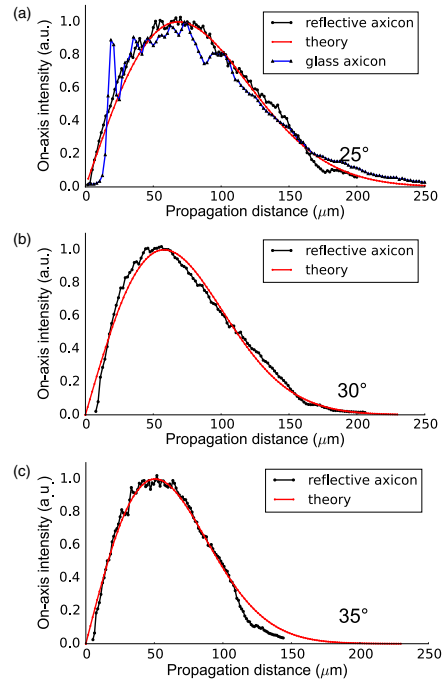 (a)
reflective axicon
theory
glass axicon
25°
On-axis intensity (a.u.)
1.0
0.8
0.6
0.4
0.2
0.0
0 50 100 150 200 250
Propagation distance (μm)
(b)
reflective axicon
theory
30°
On-axis intensity (a.u.)
1.0
0.8
0.6
0.4
0.2
0.0
0 50 100 150 200 250
Propagation distance (μm)
(c)
reflective axicon
theory
35°
On-axis intensity (a.u.)
1.0
0.8
0.6
0.4
0.2
0.0
0 50 100 150 200 250
Propagation distance (μm)